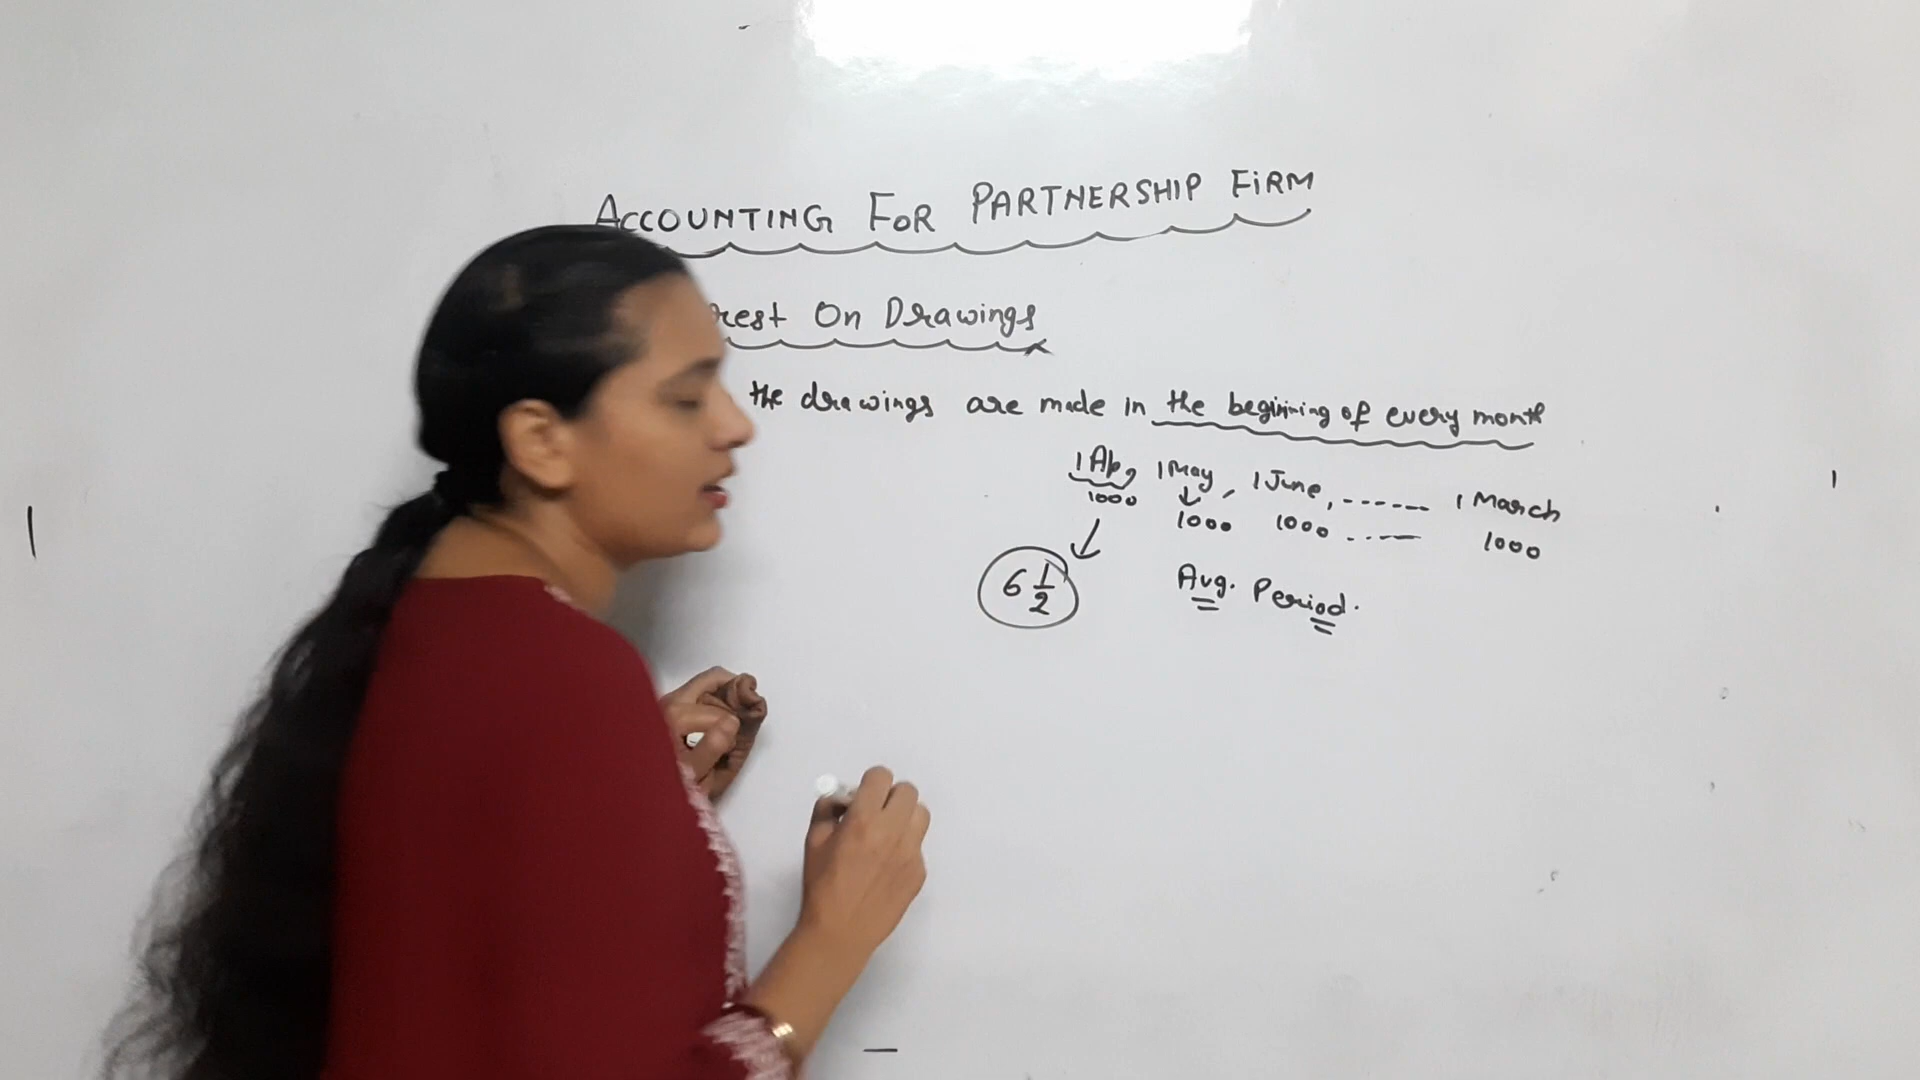 ACCOUNTING FOR PARTNERSHIP FIRM
rest On Drawings
the drawings are made in the beginning of every month
1 Ap, 1 May, 1 June, ------ 1 March
1000 1000 1000 ----- 1000
6 1/2 Avg. Period.